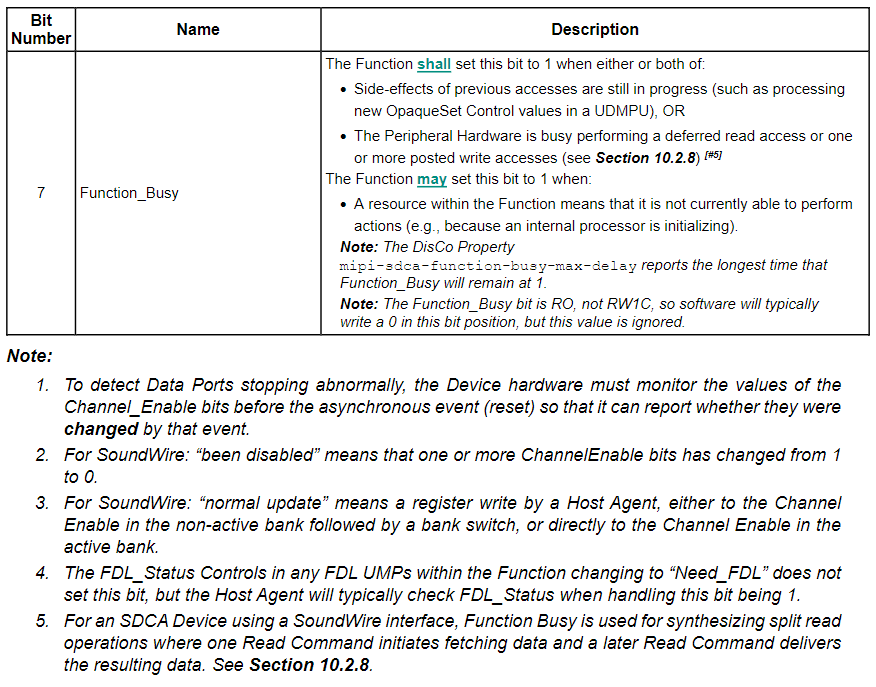 Bit
Number
Name
Description
7
Function_Busy
The Function shall set this bit to 1 when either or both of:
• Side-effects of previous accesses are still in progress (such as processing
new OpaqueSet Control values in a UDMPU), OR
• The Peripheral Hardware is busy performing a deferred read access or one
or more posted write accesses (see Section 10.2.8) [#5]
The Function may set this bit to 1 when:
• A resource within the Function means that it is not currently able to perform
actions (e.g., because an internal processor is initializing).
Note: The DisCo Property
mipi-sdca-function-busy-max-delay reports the longest time that
Function_Busy will remain at 1.
Note: The Function_Busy bit is RO, not RW1C, so software will typically
write a 0 in this bit position, but this value is ignored.
Note:
1. To detect Data Ports stopping abnormally, the Device hardware must monitor the values of the
Channel_Enable bits before the asynchronous event (reset) so that it can report whether they were
changed by that event.
2. For SoundWire: “been disabled” means that one or more ChannelEnable bits has changed from 1
to 0.
3. For SoundWire: “normal update” means a register write by a Host Agent, either to the Channel
Enable in the non-active bank followed by a bank switch, or directly to the Channel Enable in the
active bank.
4. The FDL_Status Controls in any FDL UMPs within the Function changing to “Need_FDL” does not
set this bit, but the Host Agent will typically check FDL_Status when handling this bit being 1.
5. For an SDCA Device using a SoundWire interface, Function Busy is used for synthesizing split read
operations where one Read Command initiates fetching data and a later Read Command delivers
the resulting data. See Section 10.2.8.